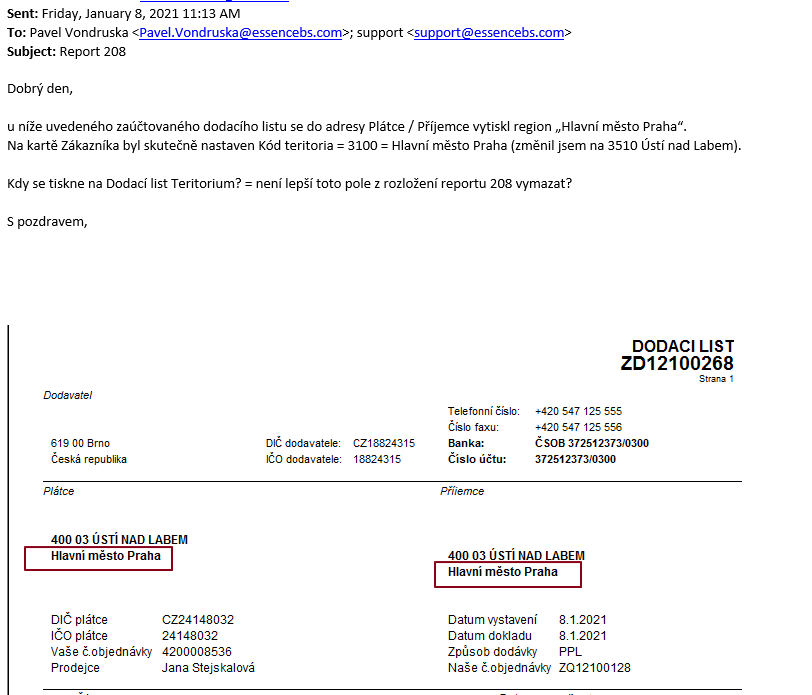 Sent: Friday, January 8, 2021 11:13 AM
To: Pavel Vondruska <Pavel.Vondruska@essencebs.com>; support <support@essencebs.com>
Subject: Report 208
Dobrý den,
u níže uvedeného zaúčtovaného dodacího listu se do adresy Plátce / Příjemce vytiskl region „Hlavní město Praha“.
Na kartě Zákazníka byl skutečně nastaven Kód teritoria = 3100 = Hlavní město Praha (změnil jsem na 3510 Ústí nad Labem).
Kdy se tiskne na Dodací list Teritorium? = není lepší toto pole z rozložení reportu 208 vymazat?
S pozdravem,
DODACI LIST
ZD12100268
Strana 1
Dodavatel
Telefonní číslo: +420 547 125 555
Číslo faxu: +420 547 125 556
619 00 Brno DIČ dodavatele: CZ18824315 Banka: ČSOB 372512373/0300
Česká republika IČO dodavatele: 18824315 Číslo účtu: 372512373/0300
Plátce Příjemce
400 03 ÚSTÍ NAD LABEM
Hlavní město Praha
400 03 ÚSTÍ NAD LABEM
Hlavní město Praha
DIČ plátce CZ24148032 Datum vystavení 8.1.2021
IČO plátce 24148032 Datum dokladu 8.1.2021
Vaše č.objednávky 4200008536 Způsob dodávky PPL
Prodejce Jana Stejskalová Naše č.objednávky ZQ12100128